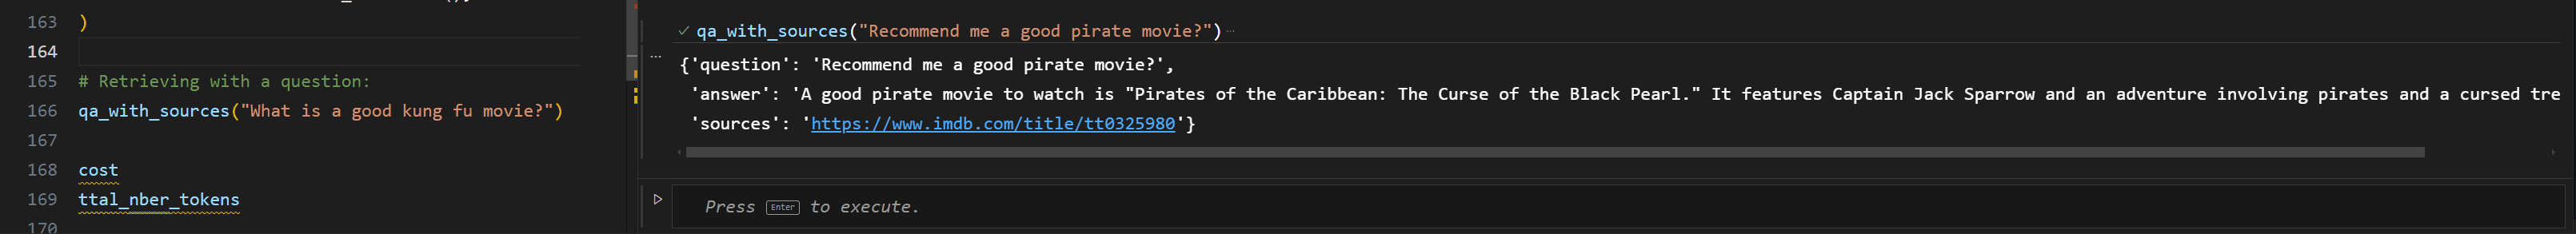 163 )
164
165 # Retrieving with a question:
166 qa_with_sources("What is a good kung fu movie?")
167
168 cost
169 ttal_nber_tokens
170
✓ qa_with_sources("Recommend me a good pirate movie?") ...
... {'question': 'Recommend me a good pirate movie?',
'answer': 'A good pirate movie to watch is "Pirates of the Caribbean: The Curse of the Black Pearl." It features Captain Jack Sparrow and an adventure involving pirates and a cursed tre
'sources': 'https://www.imdb.com/title/tt0325980'}
Press Enter to execute.